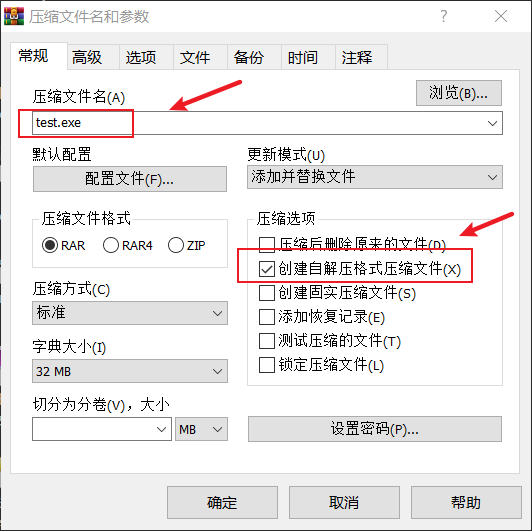 压缩文件名和参数
?
常规 高级 选项 文件 备份 时间 注释
压缩文件名(A)
浏览(B)...
test.exe
默认配置
配置文件(F)...
更新模式(U)
添加并替换文件
压缩文件格式
RAR RAR4 ZIP
压缩方式(C)
标准
字典大小(I)
32 MB
切分为分卷(V)，大小
MB
压缩选项
压缩后删除原来的文件(D)
创建自解压格式压缩文件(X)
创建固实压缩文件(S)
添加恢复记录(E)
测试压缩的文件(T)
锁定压缩文件(L)
设置密码(P)...
确定 取消 帮助